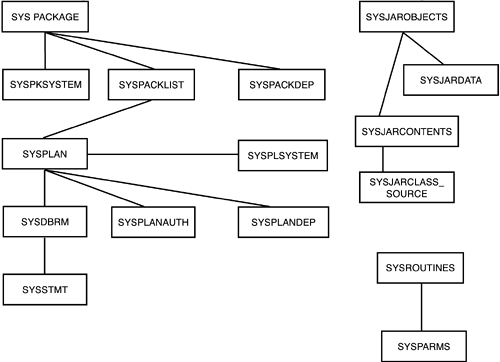 SYS PACKAGE
SYSJAROBJECTS
SYSPKSYSTEM
SYSPACKLIST
SYSPACKDEP
SYSJARDATA
SYSJARCONTENTS
SYSPLAN
SYSPLSYSTEM
SYSJARCLASS_
SOURCE
SYSDBRM
SYSPLANAUTH
SYSPLANDEP
SYSROUTINES
SYSSTMT
SYSPARMS